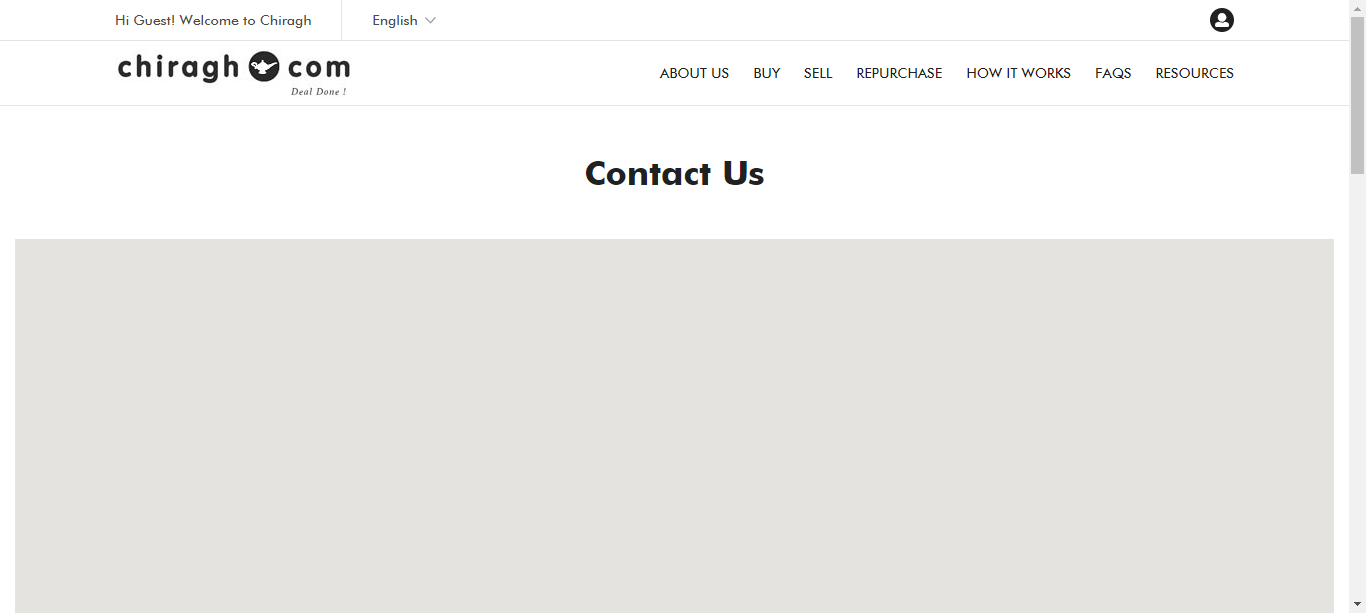 Hi Guest! Welcome to Chiragh English
chiragh com
Deal Done !
ABOUT US BUY SELL REPURCHASE HOW IT WORKS FAQS RESOURCES
Contact Us